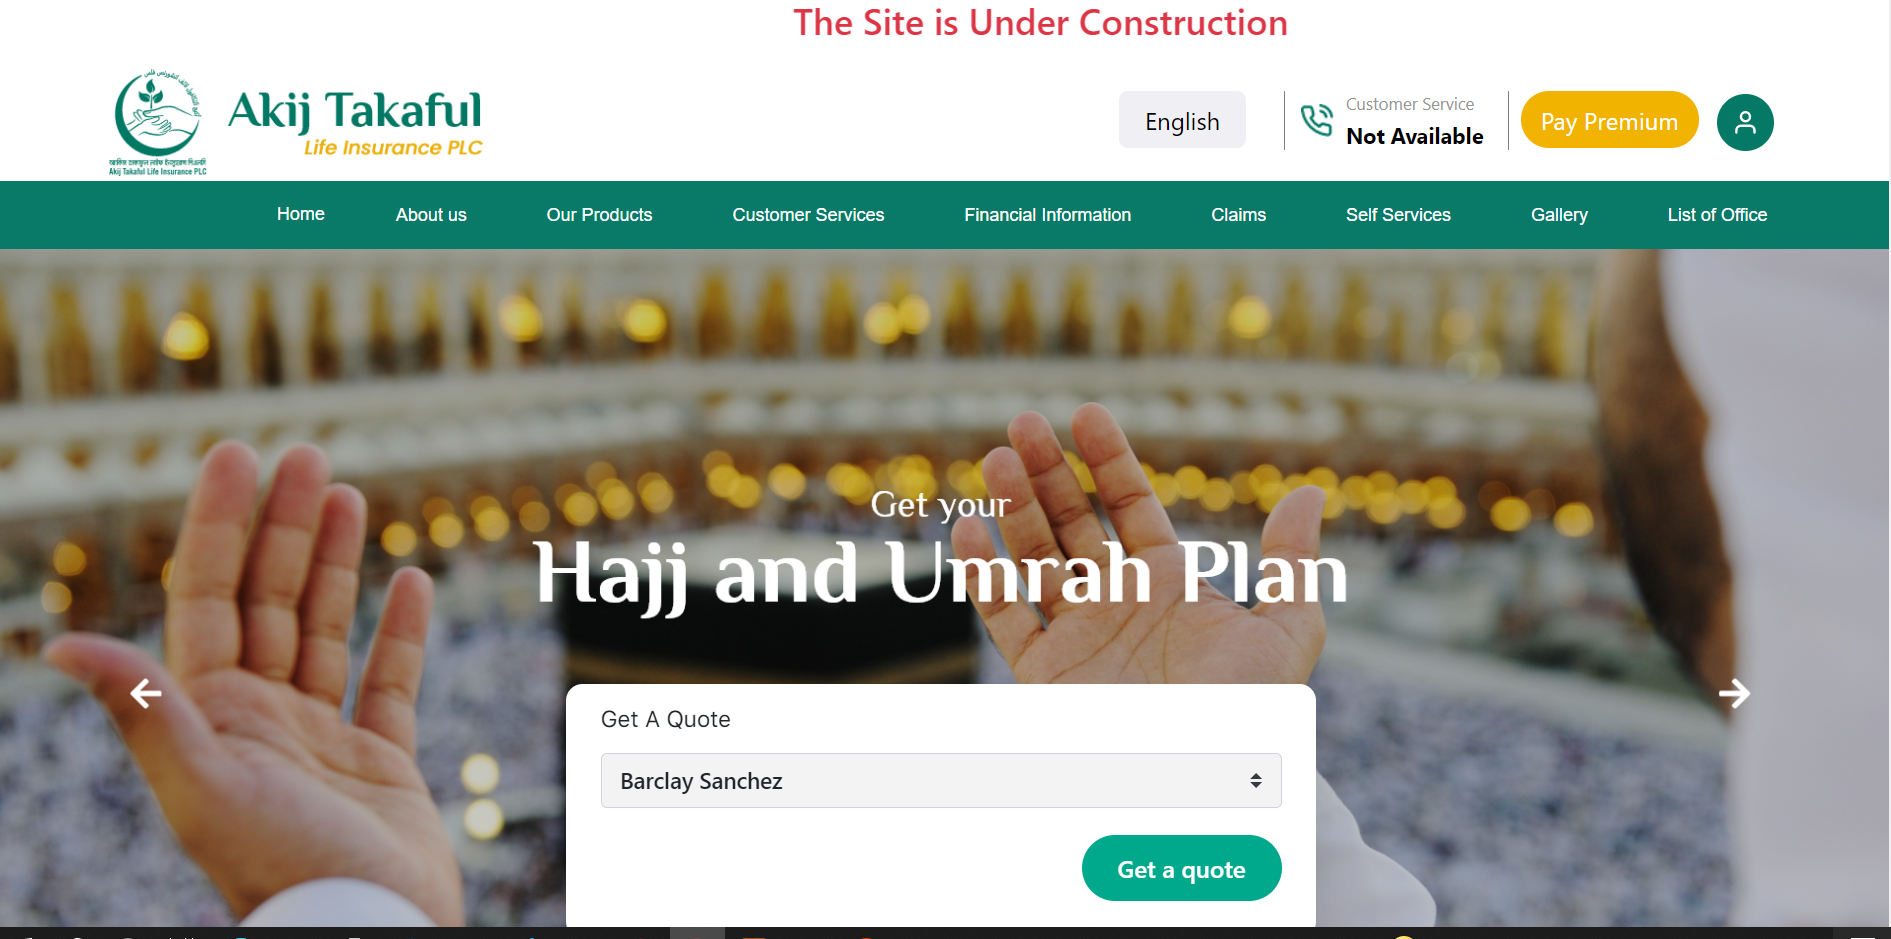 The Site is Under Construction
Akij Takaful
Life Insurance PLC
আকিজ তাকাফুল লাইফ ইন্স্যুরেন্স পিএলসি
Akij Takaful Life Insurance PLC
English
Customer Service
Not Available
Pay Premium
Home
About us
Our Products
Customer Services
Financial Information
Claims
Self Services
Gallery
List of Office
Get your
Hajj and Umrah Plan
Get A Quote
Barclay Sanchez
Get a quote